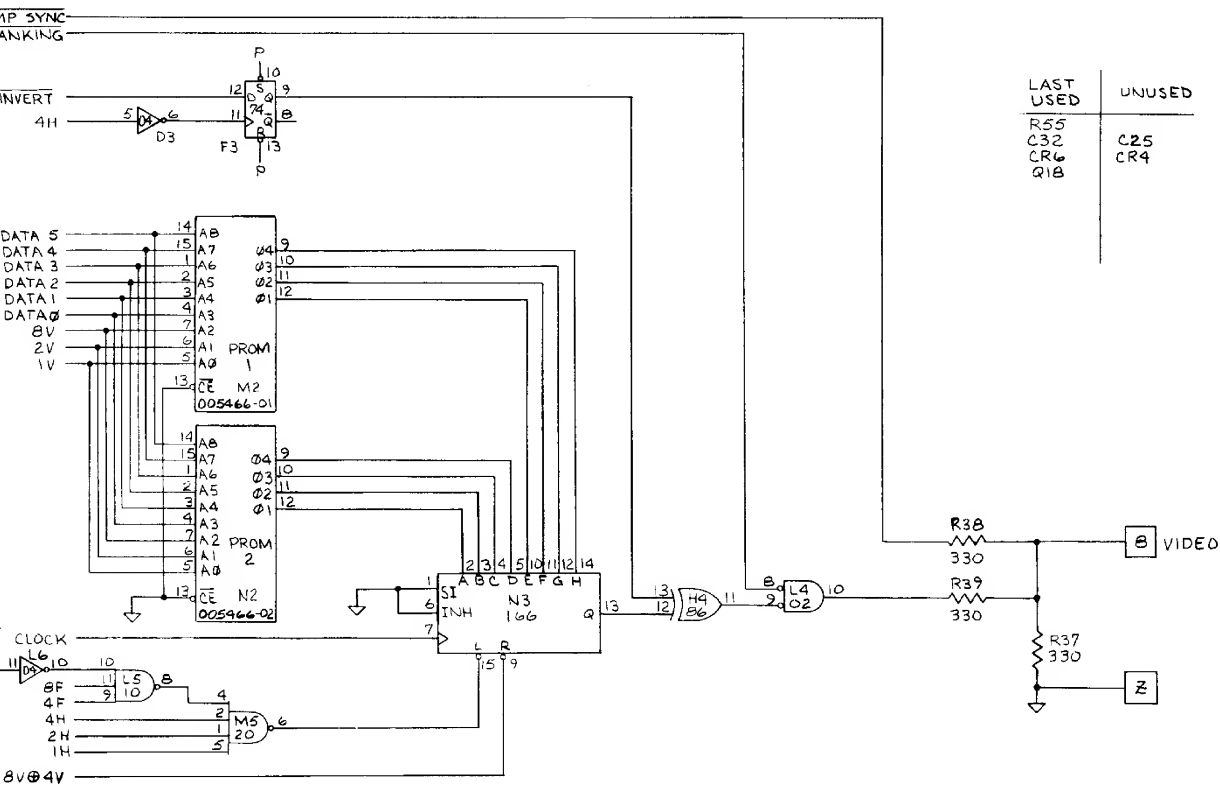 MP SYNC
ANKING
P
10
INVERT 12 D S Q 9
74
4H 5 04 6 11 Q 8
D3
F3 R 13
P
LAST USED UNUSED
R55
C32 C25
CR6 CR4
Q18
DATA 5 14 A8
DATA 4 15 A7 Ø4 9
DATA 3 1 A6 Ø3 10
DATA 2 2 A5 Ø2 11
DATA 1 3 A4 Ø1 12
DATA Ø 4 A3
8V 7 A2
2V 6 A1 PROM
1V 5 AØ 1
13 CE M2
005466-01
14 A8
15 A7 Ø4 9
1 A6 Ø3 10
2 A5 Ø2 11
3 A4 Ø1 12
4 A3
7 A2 PROM
6 A1 2
5 AØ
13 CE N2
005466-02
2 3 4 5 10 11 12 14
A B C D E F G H
1 SI N3
6 INH 166 Q 13
7
L R
15 9
13 H4 11
12 86
8 L4 10
9 02
R38
330
R39
330
R37
330
8 VIDEO
Z
CLOCK
L6
11 04 10 10 L5 8
8F 11 10
4F 9
4H 4
2 M5 6
2H 1 20
1H 5
8V⊕4V